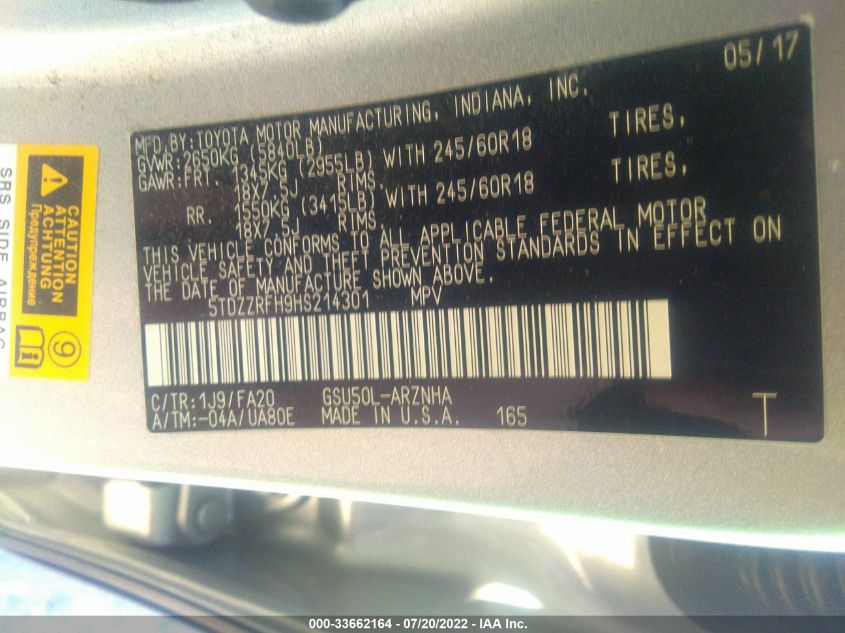 05/17
MFD.BY:TOYOTA MOTOR MANUFACTURING, INDIANA, INC.
GVWR:2650KG (5840LB)
GAWR:FRT. 1345KG (2955LB) WITH 245/60R18 TIRES,
18X7.5J RIMS.
RR. 1550KG (3415LB) WITH 245/60R18 TIRES,
18X7.5J RIMS.
THIS VEHICLE CONFORMS TO ALL APPLICABLE FEDERAL MOTOR
VEHICLE SAFETY AND THEFT PREVENTION STANDARDS IN EFFECT ON
THE DATE OF MANUFACTURE SHOWN ABOVE.
5TDZZRFH9HS214301 MPV
C/TR:1J9/FA20 GSU50L-ARZNHA
A/TM:-04A/UA80E MADE IN U.S.A. 165
T
CAUTION
ATTENTION
ACHTUNG
Предупреждение
9
SRS SIDE AIRBAG
000-33662164 - 07/20/2022 - IAA Inc.